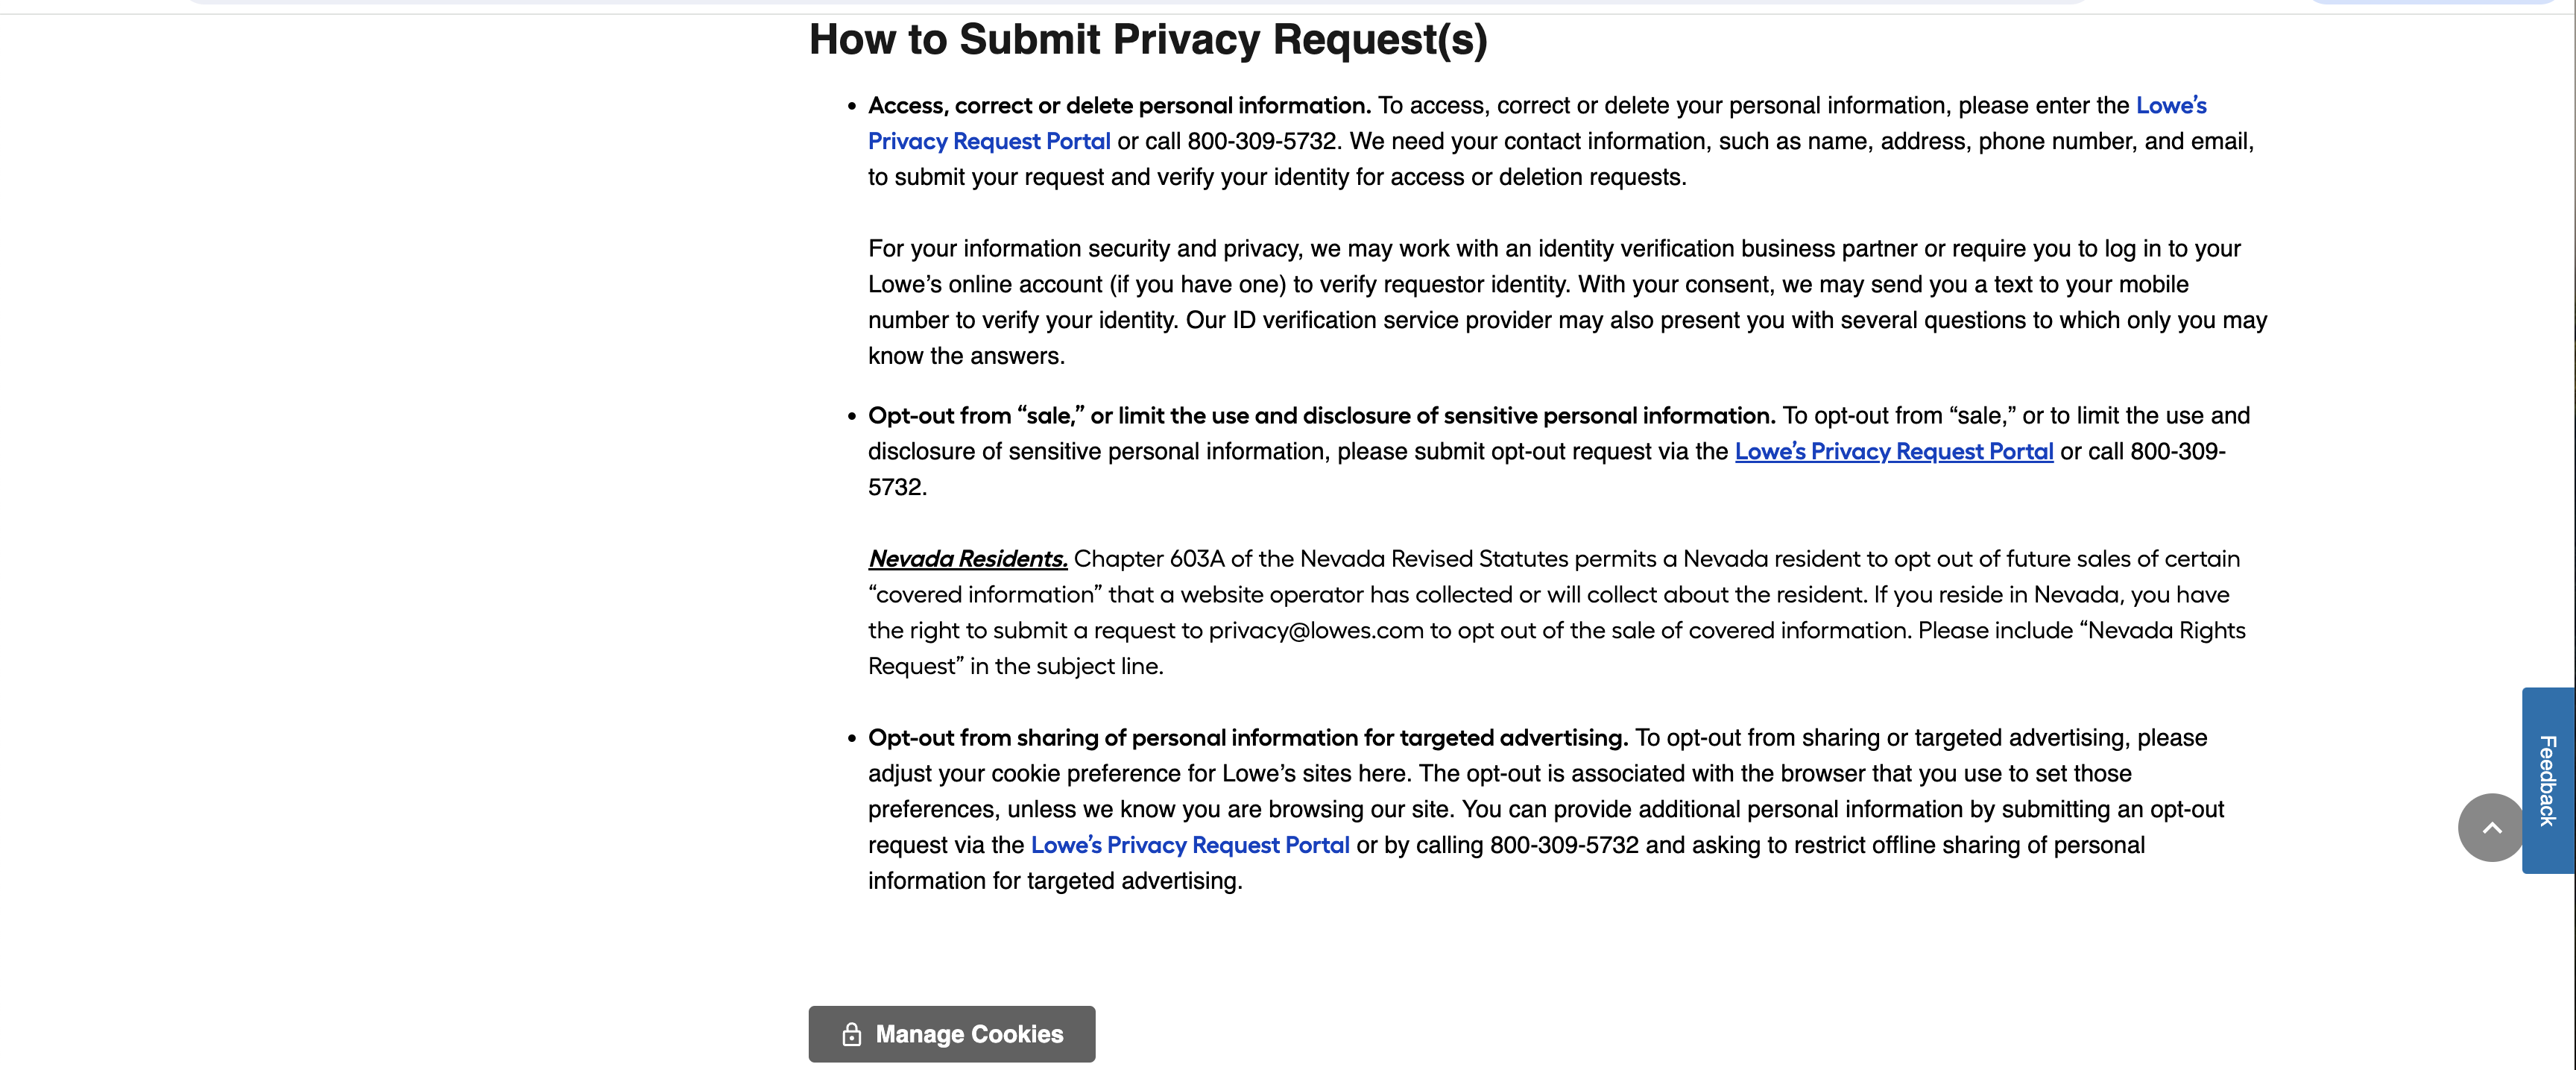 How to Submit Privacy Request(s)
Access, correct or delete personal information. To access, correct or delete your personal information, please enter the Lowe’s
Privacy Request Portal or call 800-309-5732. We need your contact information, such as name, address, phone number, and email,
to submit your request and verify your identity for access or deletion requests.
For your information security and privacy, we may work with an identity verification business partner or require you to log in to your
Lowe’s online account (if you have one) to verify requestor identity. With your consent, we may send you a text to your mobile
number to verify your identity. Our ID verification service provider may also present you with several questions to which only you may
know the answers.
Opt-out from “sale,” or limit the use and disclosure of sensitive personal information. To opt-out from “sale,” or to limit the use and
disclosure of sensitive personal information, please submit opt-out request via the Lowe’s Privacy Request Portal or call 800-309-
5732.
Nevada Residents. Chapter 603A of the Nevada Revised Statutes permits a Nevada resident to opt out of future sales of certain
“covered information” that a website operator has collected or will collect about the resident. If you reside in Nevada, you have
the right to submit a request to privacy@lowes.com to opt out of the sale of covered information. Please include “Nevada Rights
Request” in the subject line.
Opt-out from sharing of personal information for targeted advertising. To opt-out from sharing or targeted advertising, please
adjust your cookie preference for Lowe’s sites here. The opt-out is associated with the browser that you use to set those
preferences, unless we know you are browsing our site. You can provide additional personal information by submitting an opt-out
request via the Lowe’s Privacy Request Portal or by calling 800-309-5732 and asking to restrict offline sharing of personal
information for targeted advertising.
Feedback
Manage Cookies